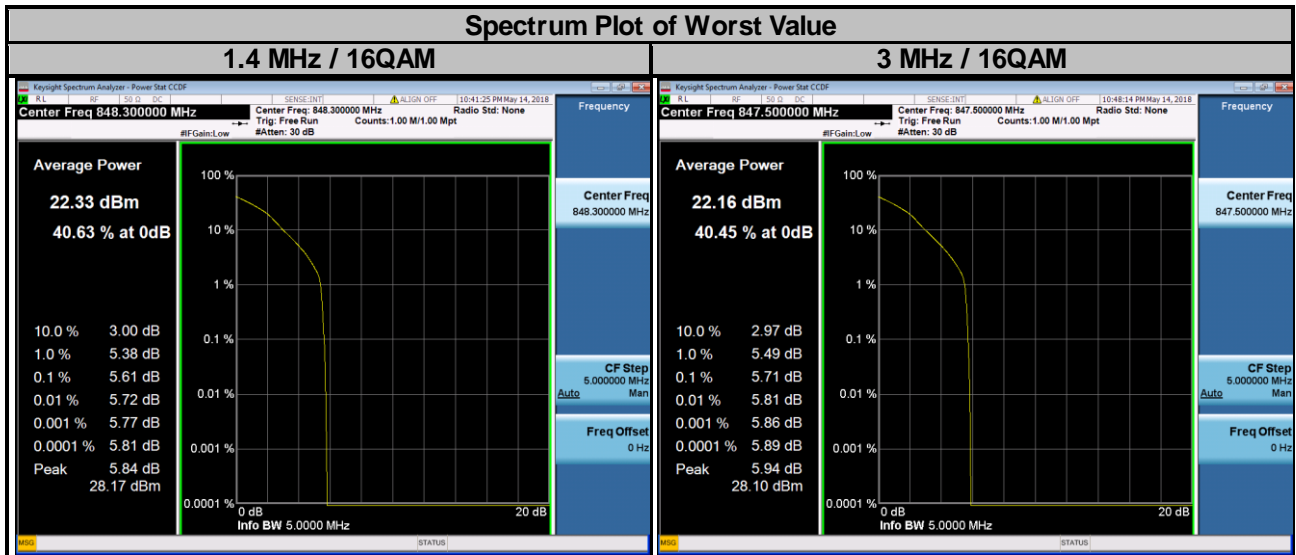 Spectrum Plot of Worst Value
1.4 MHz / 16QAM
3 MHz / 16QAM
Keysight Spectrum Analyzer - Power Stat CCDF
RL RF 50 Ω DC SENSE:INT ALIGN OFF 10:41:25 PM May 14, 2018
Center Freq 848.300000 MHz
Center Freq: 848.300000 MHz Radio Std: None
Trig: Free Run Counts:1.00 M/1.00 Mpt
#IFGain:Low #Atten: 30 dB
Average Power
22.33 dBm
40.63 % at 0dB
10.0 % 3.00 dB
1.0 % 5.38 dB
0.1 % 5.61 dB
0.01 % 5.72 dB
0.001 % 5.77 dB
0.0001 % 5.81 dB
Peak 5.84 dB
28.17 dBm
100 %
10 %
1 %
0.1 %
0.01 %
0.001 %
0.0001 %
0 dB 20 dB
Info BW 5.0000 MHz
Frequency
Center Freq
848.300000 MHz
CF Step
5.000000 MHz
Auto Man
Freq Offset
0 Hz
MSG STATUS
Keysight Spectrum Analyzer - Power Stat CCDF
RL RF 50 Ω DC SENSE:INT ALIGN OFF 10:48:14 PM May 14, 2018
Center Freq 847.500000 MHz
Center Freq: 847.500000 MHz Radio Std: None
Trig: Free Run Counts:1.00 M/1.00 Mpt
#IFGain:Low #Atten: 30 dB
Average Power
22.16 dBm
40.45 % at 0dB
10.0 % 2.97 dB
1.0 % 5.49 dB
0.1 % 5.71 dB
0.01 % 5.81 dB
0.001 % 5.86 dB
0.0001 % 5.89 dB
Peak 5.94 dB
28.10 dBm
100 %
10 %
1 %
0.1 %
0.01 %
0.001 %
0.0001 %
0 dB 20 dB
Info BW 5.0000 MHz
Frequency
Center Freq
847.500000 MHz
CF Step
5.000000 MHz
Auto Man
Freq Offset
0 Hz
MSG STATUS